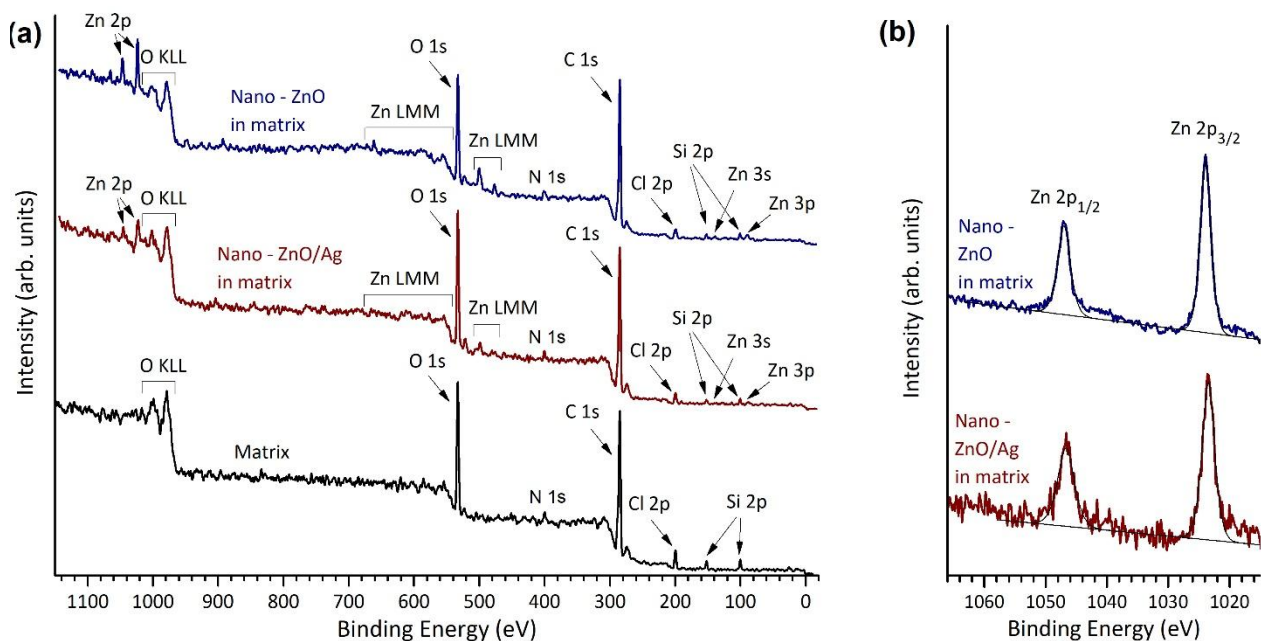 (a)
Zn 2p
O KLL
Nano - ZnO
in matrix
Zn LMM
O 1s
Zn LMM
N 1s
C 1s
Cl 2p
Si 2p
Zn 3s
Zn 3p
Zn 2p
O KLL
Nano - ZnO/Ag
in matrix
Zn LMM
O 1s
Zn LMM
N 1s
C 1s
Cl 2p
Si 2p
Zn 3s
Zn 3p
O KLL
Matrix
O 1s
N 1s
C 1s
Cl 2p
Si 2p
Intensity (arb. units)
1100 1000 900 800 700 600 500 400 300 200 100 0
Binding Energy (eV)
(b)
Zn 2p3/2
Zn 2p1/2
Nano -
ZnO
in matrix
Nano -
ZnO/Ag
in matrix
Intensity (arb. units)
1060 1050 1040 1030 1020
Binding Energy (eV)